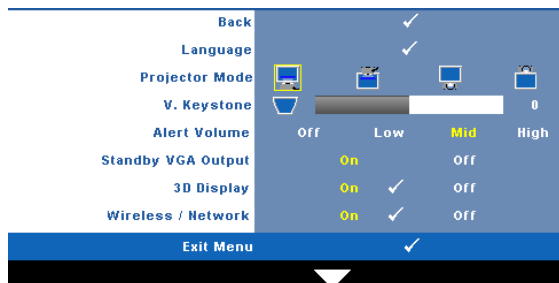 Back
Language
Projector Mode
V. Keystone 0
Alert Volume Off Low Mid High
Standby VGA Output On Off
3D Display On Off
Wireless / Network On Off
Exit Menu